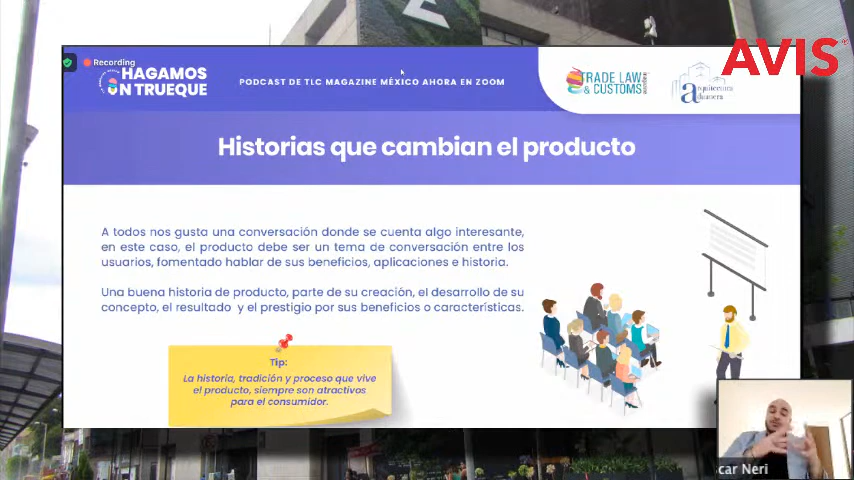 AVIS
Recording
HAGAMOS
UN TRUEQUE
PODCAST DE TLC MAGAZINE MÉXICO AHORA EN ZOOM
TRADE LAW
& CUSTOMS
arquitectura
aduanera
Historias que cambian el producto
A todos nos gusta una conversación donde se cuenta algo interesante,
en este caso, el producto debe ser un tema de conversación entre los
usuarios, fomentado hablar de sus beneficios, aplicaciones e historia.
Una buena historia de producto, parte de su creación, el desarrollo de su
concepto, el resultado y el prestigio por sus beneficios o características.
Tip:
La historia, tradición y proceso que vive
el producto, siempre son atractivos
para el consumidor.
scar Neri